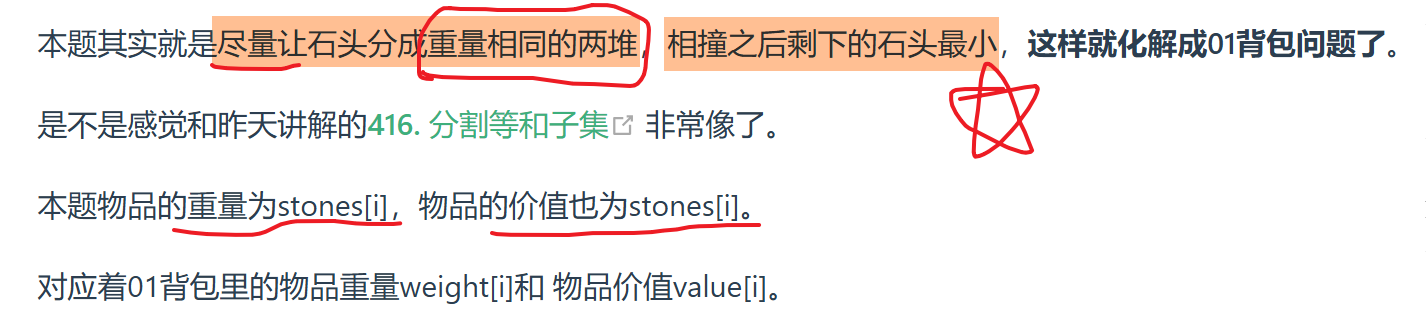 本题其实就是尽量让石头分成重量相同的两堆，相撞之后剩下的石头最小，这样就化解成01背包问题了。
是不是感觉和昨天讲解的416. 分割等和子集 非常像了。
本题物品的重量为stones[i]，物品的价值也为stones[i]。
对应着01背包里的物品重量weight[i]和 物品价值value[i]。